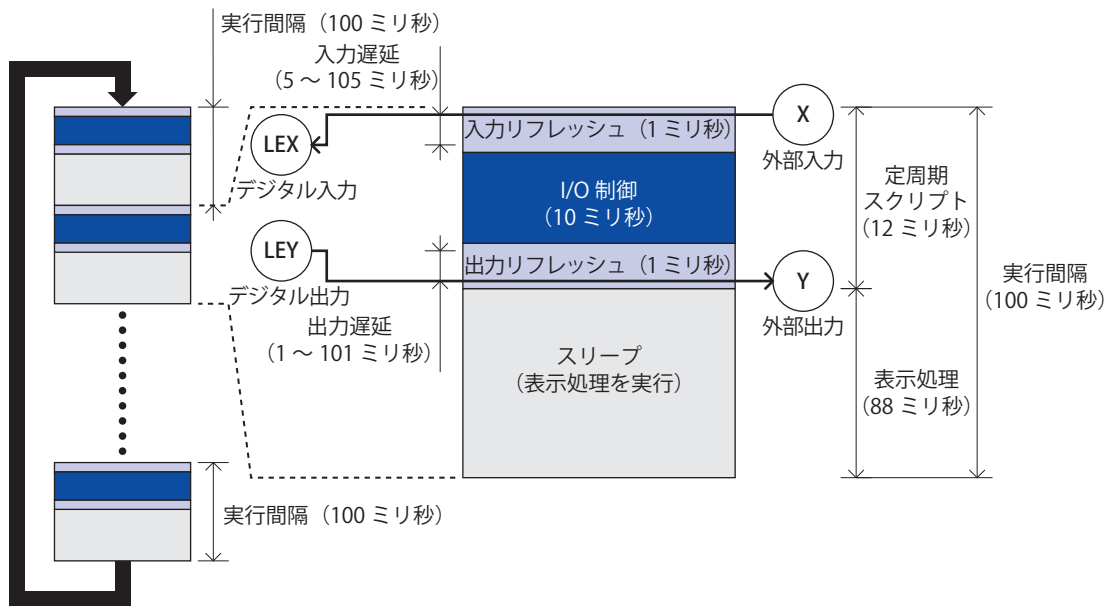 実行間隔（100 ミリ秒）
入力遅延
（5 ～ 105 ミリ秒）
LEX
デジタル入力
入力リフレッシュ（1 ミリ秒）
X
外部入力
I/O 制御
（10 ミリ秒）
定周期
スクリプト
（12 ミリ秒）
LEY
デジタル出力
出力リフレッシュ（1 ミリ秒）
Y
外部出力
実行間隔
（100 ミリ秒）
出力遅延
（1 ～ 101 ミリ秒）
スリープ
（表示処理を実行）
表示処理
（88 ミリ秒）
実行間隔（100 ミリ秒）